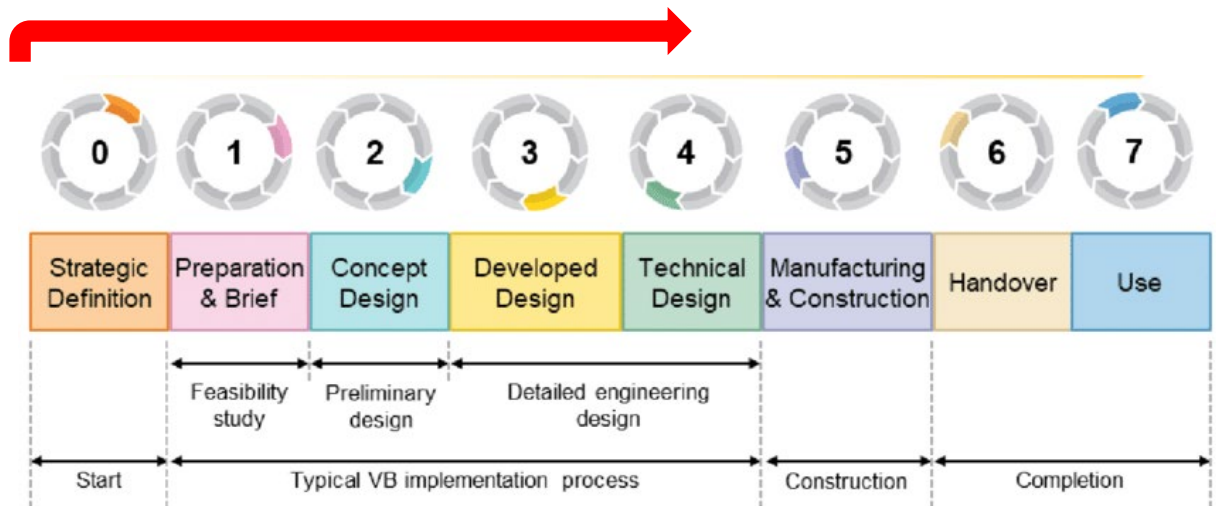 0
1
2
3
4
5
6
7
Strategic
Definition
Preparation
& Brief
Concept
Design
Developed
Design
Technical
Design
Manufacturing
& Construction
Handover
Use
Feasibility
study
Preliminary
design
Detailed engineering
design
Start
Typical VB implementation process
Construction
Completion